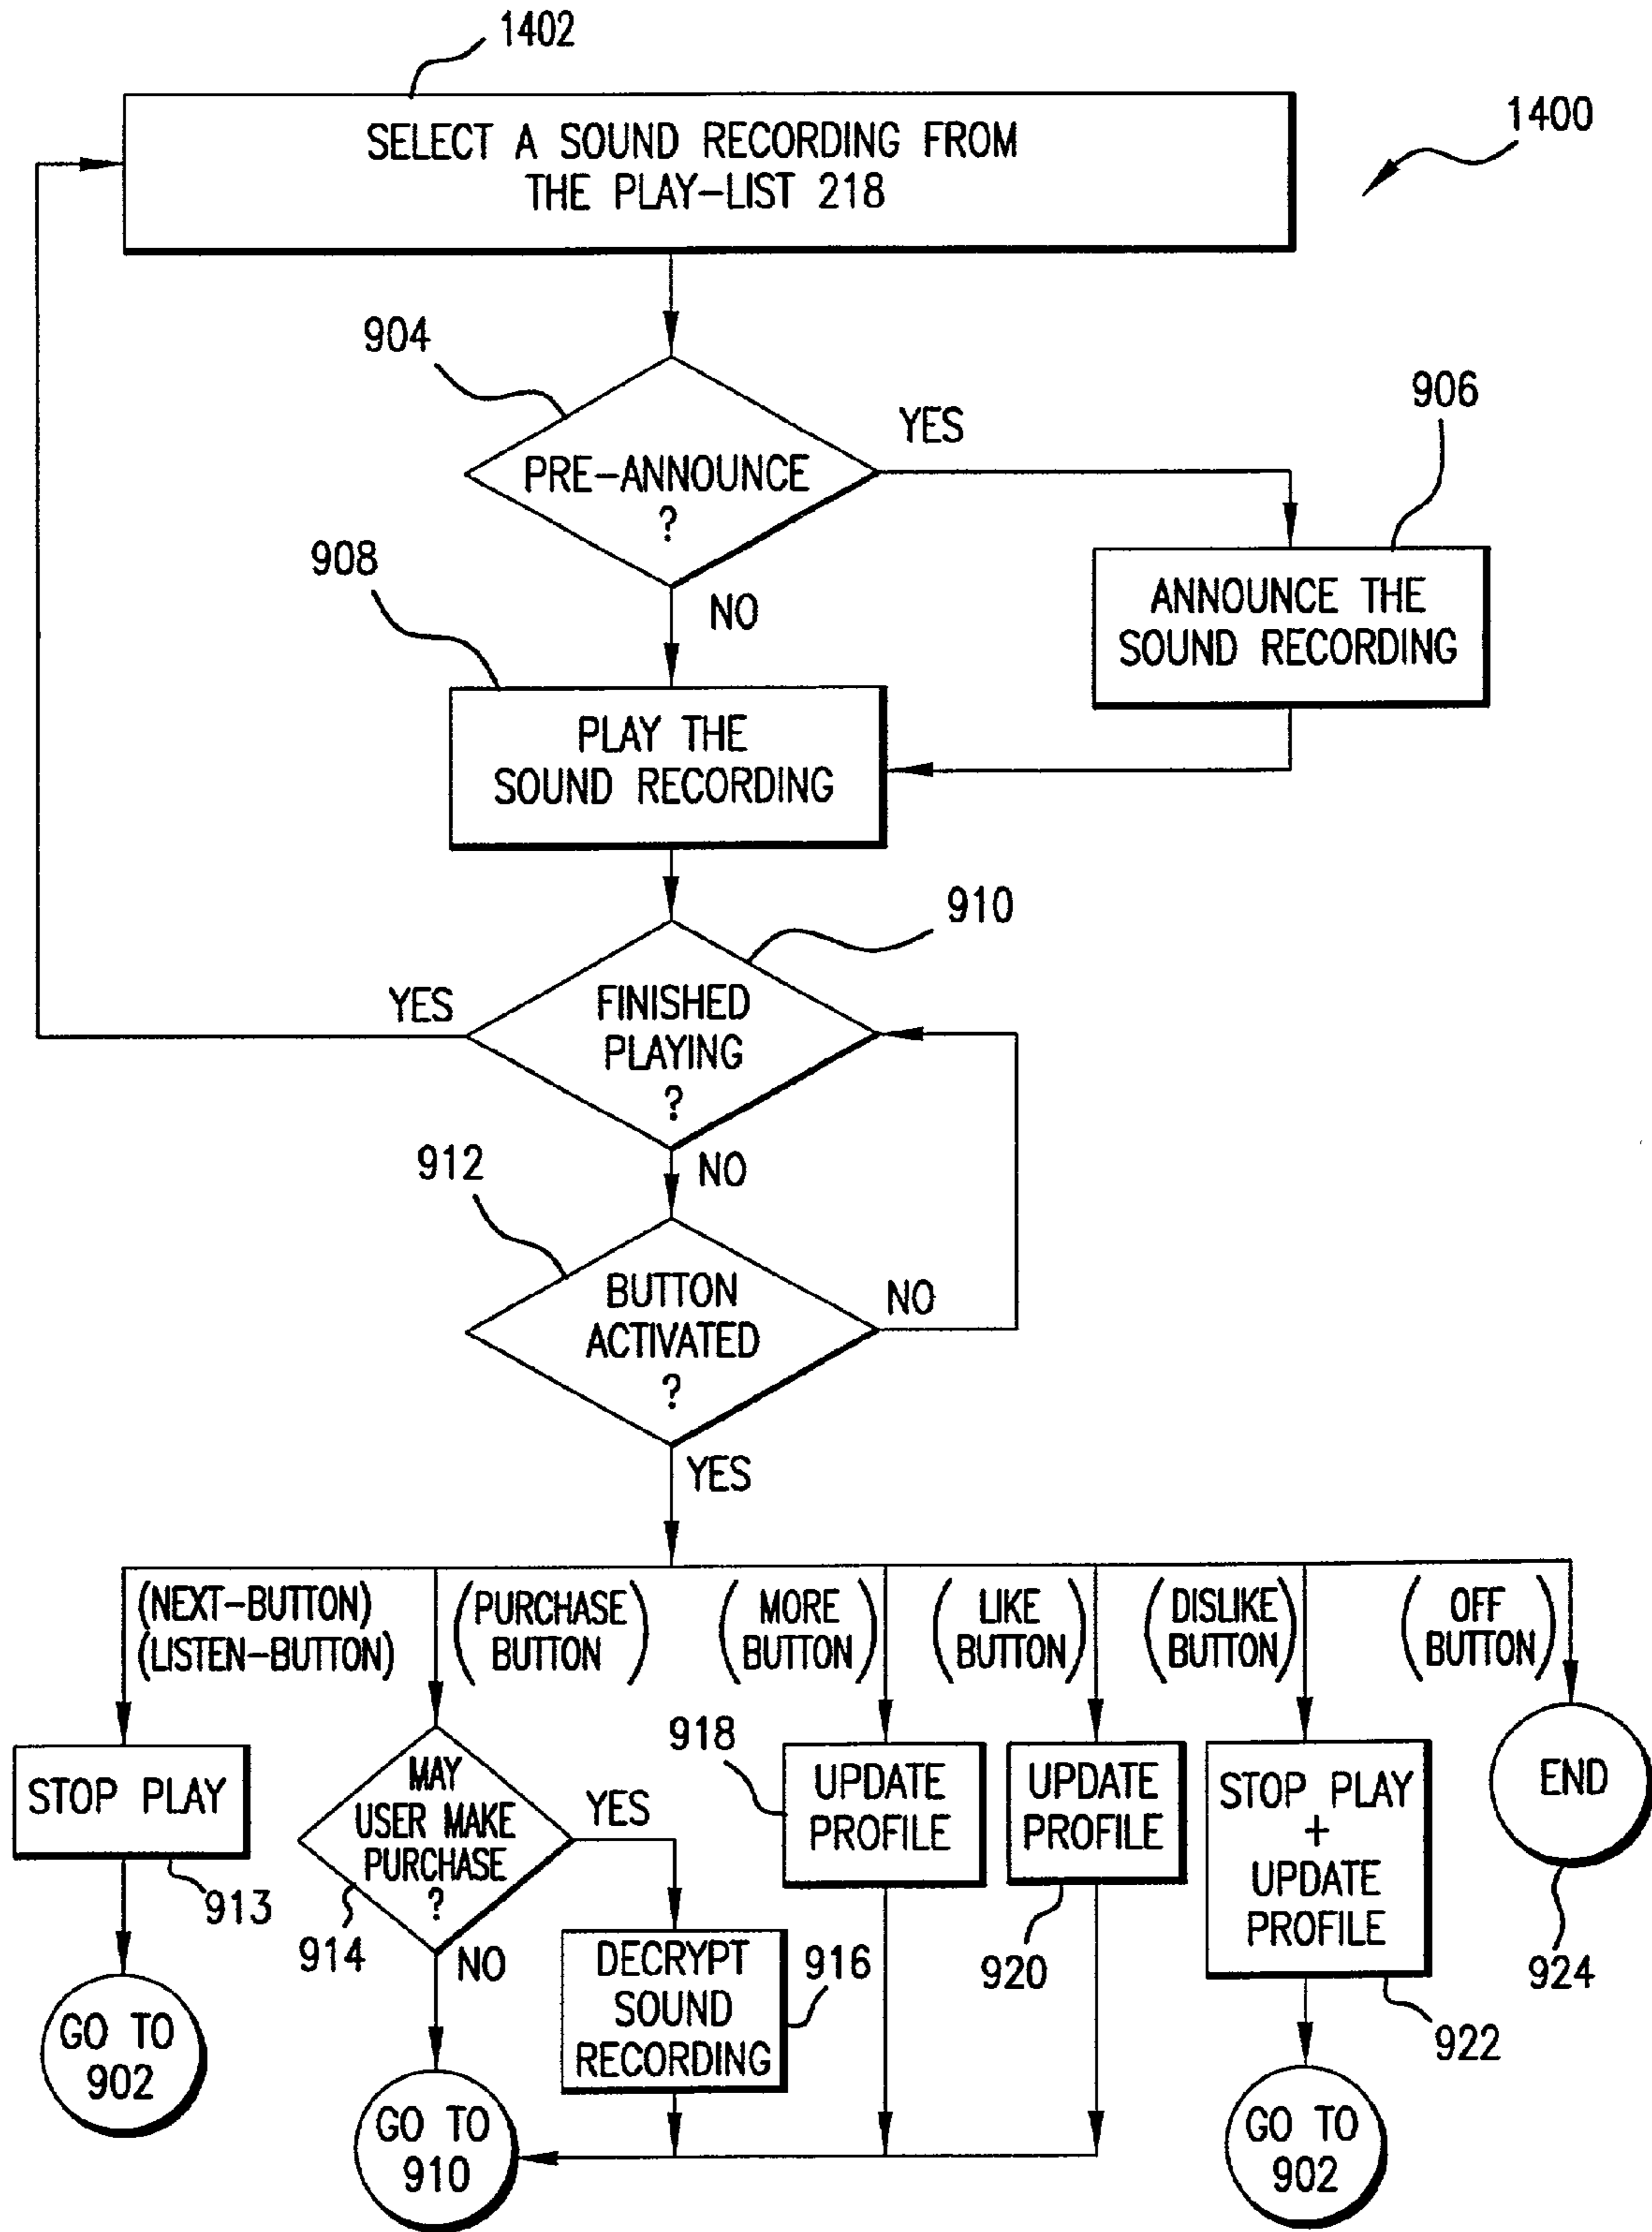 1402
1400
SELECT A SOUND RECORDING FROM
THE PLAY-LIST 218
904
PRE-ANNOUNCE
?
YES
NO
906
ANNOUNCE THE
SOUND RECORDING
908
PLAY THE
SOUND RECORDING
910
FINISHED
PLAYING
?
YES
NO
912
BUTTON
ACTIVATED
?
NO
YES
(NEXT-BUTTON)
(LISTEN-BUTTON)
(PURCHASE
BUTTON)
(MORE
BUTTON)
(LIKE
BUTTON)
(DISLIKE
BUTTON)
(OFF
BUTTON)
STOP PLAY
913
GO TO
902
MAY
USER MAKE
PURCHASE
?
914
YES
NO
DECRYPT
SOUND
RECORDING
916
GO TO
910
918
UPDATE
PROFILE
UPDATE
PROFILE
920
STOP PLAY
+
UPDATE
PROFILE
922
GO TO
902
END
924